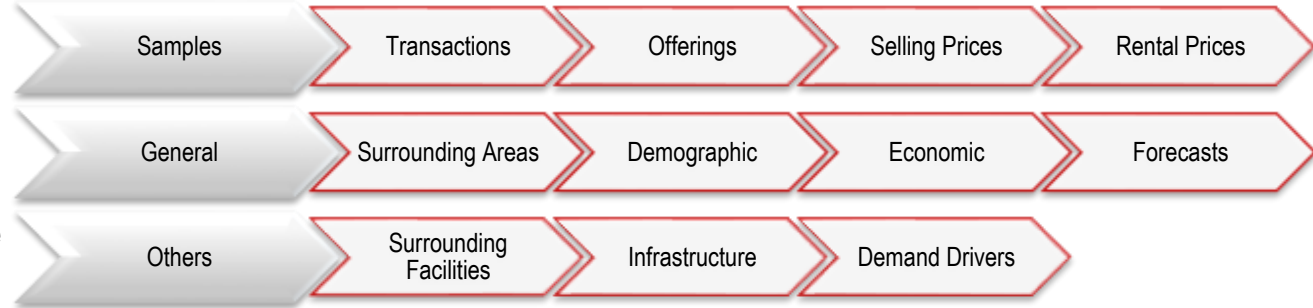 Samples
Transactions
Offerings
Selling Prices
Rental Prices
General
Surrounding Areas
Demographic
Economic
Forecasts
Others
Surrounding
Facilities
Infrastructure
Demand Drivers